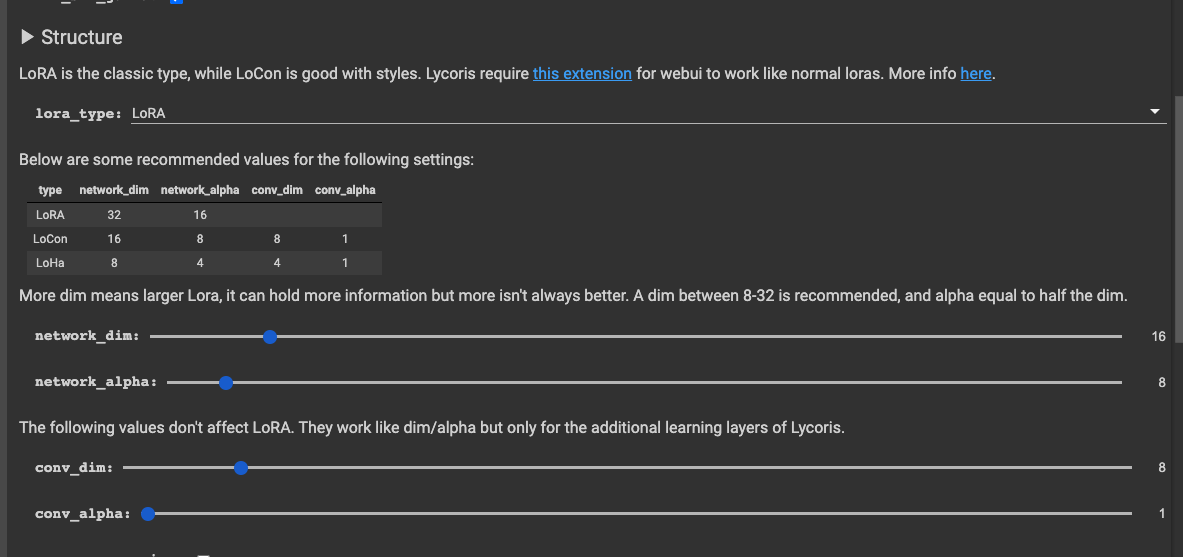 Structure
LoRA is the classic type, while LoCon is good with styles. Lycoris require this extension for webui to work like normal loras. More info here.
lora_type: LoRA
Below are some recommended values for the following settings:
type network_dim network_alpha conv_dim conv_alpha
LoRA 32 16
LoCon 16 8 8 1
LoHa 8 4 4 1
More dim means larger Lora, it can hold more information but more isn't always better. A dim between 8-32 is recommended, and alpha equal to half the dim.
network_dim: 16
network_alpha: 8
The following values don't affect LoRA. They work like dim/alpha but only for the additional learning layers of Lycoris.
conv_dim: 8
conv_alpha: 1